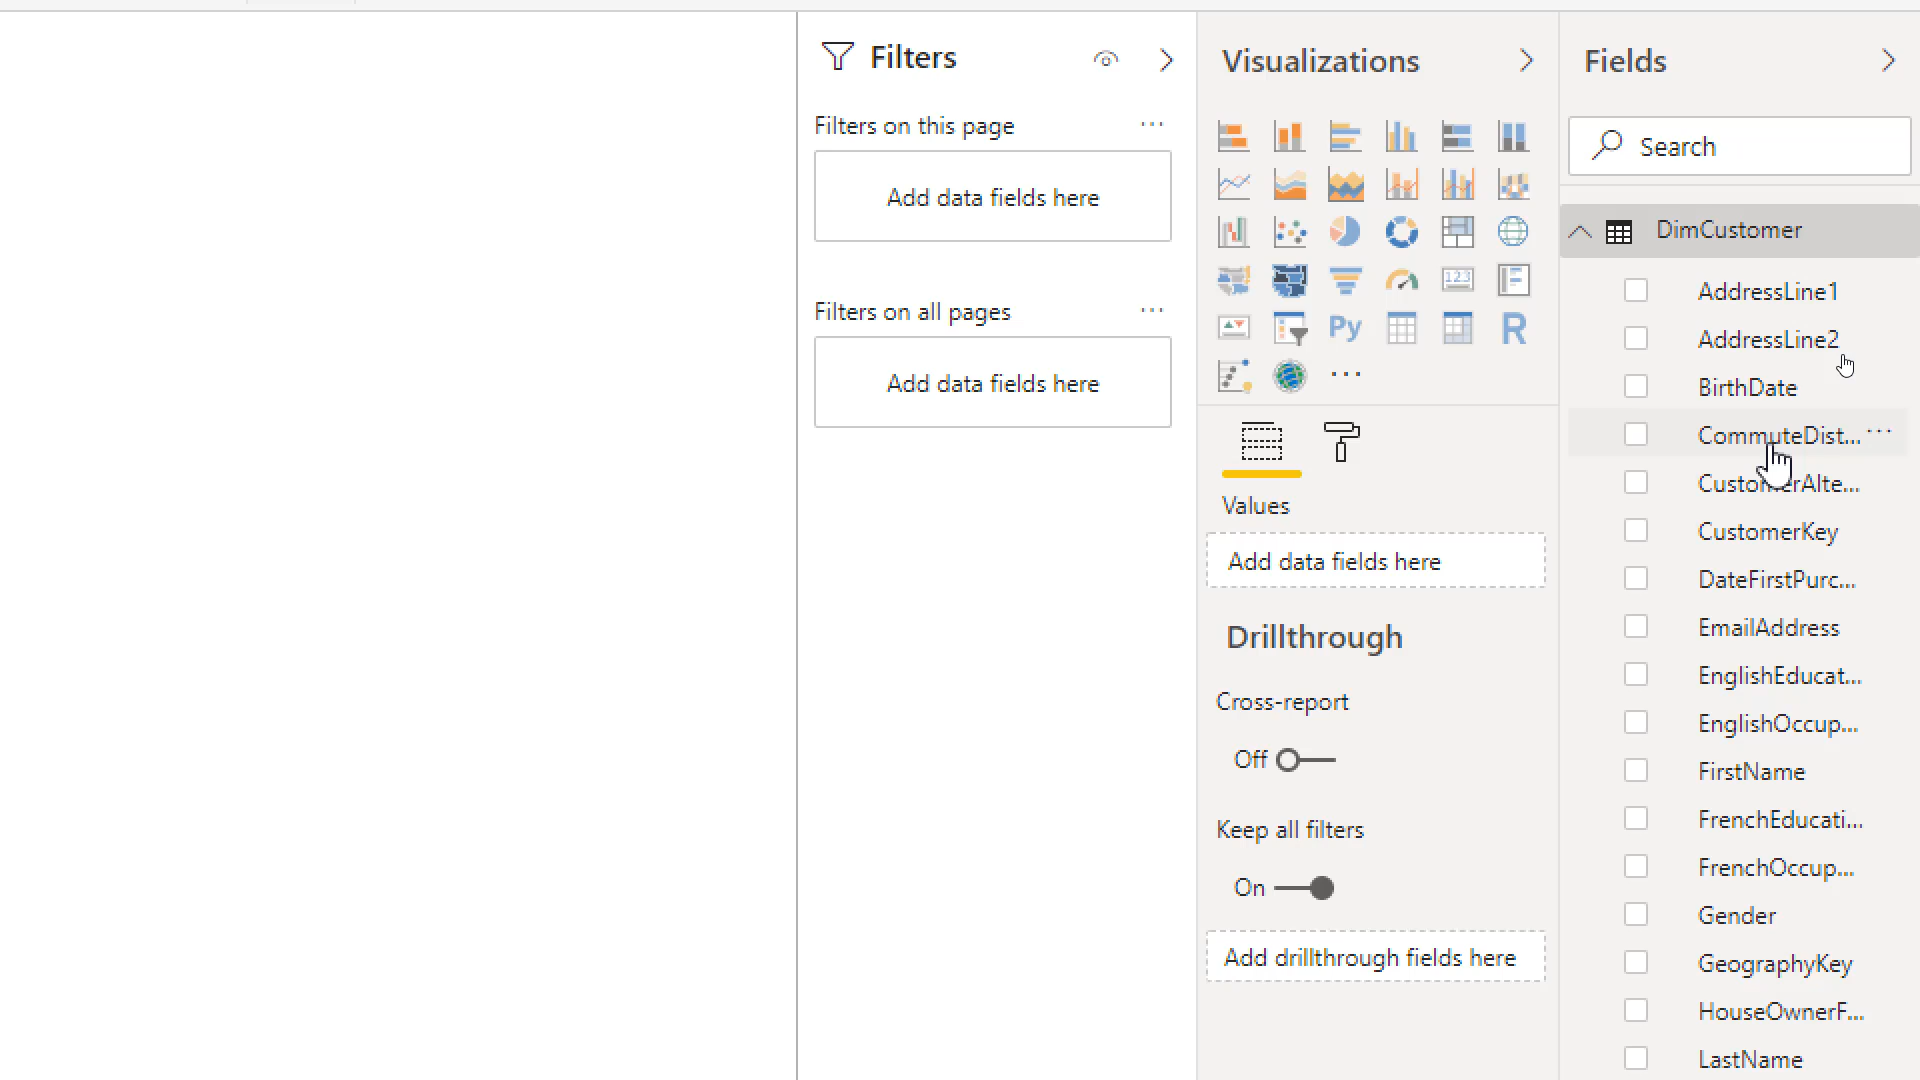 Filters
Filters on this page
Add data fields here
Filters on all pages
Add data fields here
Visualizations
123
Py
R
Values
Add data fields here
Drillthrough
Cross-report
Off
Keep all filters
On
Add drillthrough fields here
Fields
Search
DimCustomer
AddressLine1
AddressLine2
BirthDate
CommuteDist...
CustomerAlte...
CustomerKey
DateFirstPurc...
EmailAddress
EnglishEducat...
EnglishOccup...
FirstName
FrenchEducati...
FrenchOccup...
Gender
GeographyKey
HouseOwnerF...
LastName